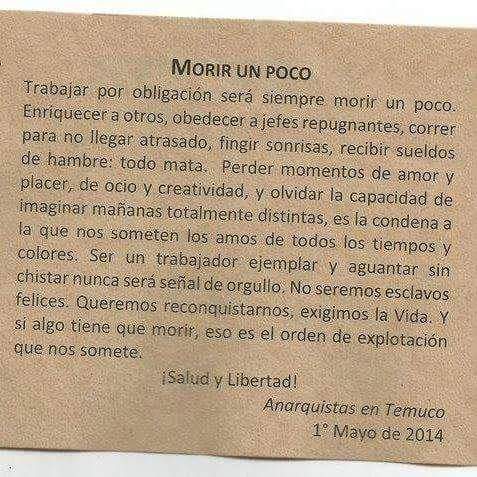 MORIR UN POCO
Trabajar por obligación será siempre morir un poco.
Enriquecer a otros, obedecer a jefes repugnantes, correr
para no llegar atrasado, fingir sonrisas, recibir sueldos
de hambre: todo mata. Perder momentos de amor y
placer, de ocio y creatividad, y olvidar la capacidad de
imaginar mañanas totalmente distintas, es la condena a
la que nos someten los amos de todos los tiempos y
colores. Ser un trabajador ejemplar y aguantar sin
chistar nunca será señal de orgullo. No seremos esclavos
felices. Queremos reconquistarnos, exigimos la Vida. Y
si algo tiene que morir, eso es el orden de explotación
que nos somete.
¡Salud y Libertad!
Anarquistas en Temuco
1° Mayo de 2014